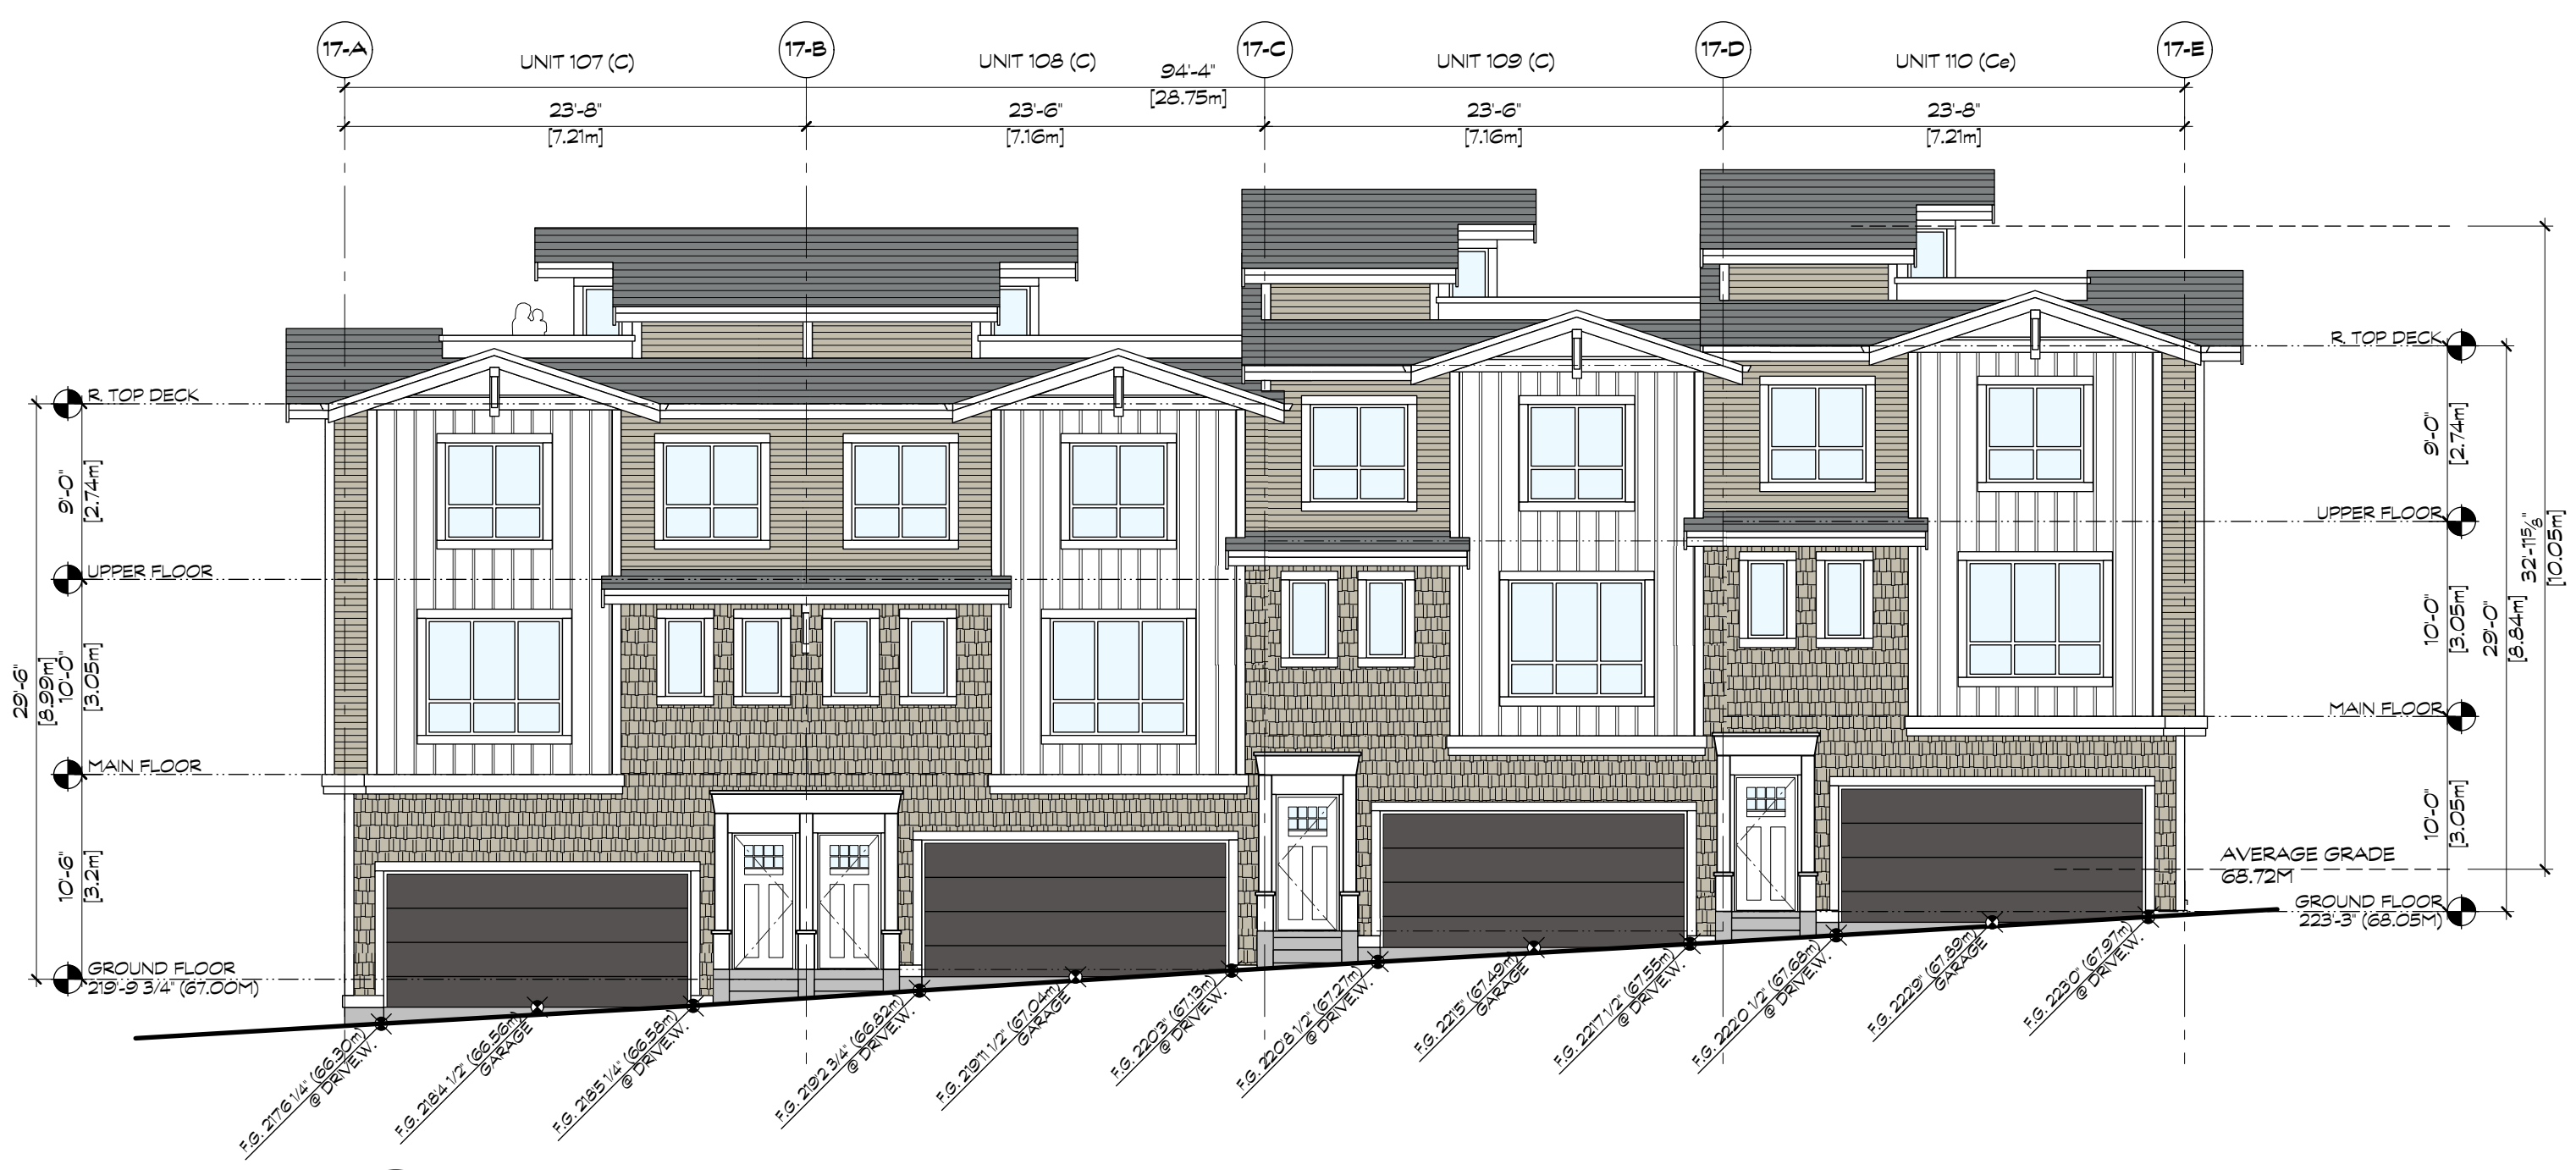 17-A
17-B
17-C
17-D
17-E
UNIT 107 (C)
UNIT 108 (C)
UNIT 109 (C)
UNIT 110 (Ce)
94'-4"
[28.75m]
23'-8"
[7.21m]
23'-6"
[7.16m]
23'-6"
[7.16m]
23'-8"
[7.21m]
R. TOP DECK
UPPER FLOOR
MAIN FLOOR
GROUND FLOOR
219'-9 3/4" (67.00M)
9'-0"
[2.74m]
10'-0"
[3.05m]
10'-6"
[3.2m]
29'-6"
[8.99m]
R. TOP DECK
UPPER FLOOR
MAIN FLOOR
AVERAGE GRADE
68.72M
GROUND FLOOR
223'-3" (68.05M)
9'-0"
[2.74m]
10'-0"
[3.05m]
10'-0"
[3.05m]
29'-0"
[8.84m]
32'-11 5/8"
[10.05m]
F.G. 217'6 1/4" (66.30m)
@ DRIVEW.
F.G. 218'4 1/2" (66.56m)
GARAGE
F.G. 218'5 1/4" (66.58m)
@ DRIVEW.
F.G. 219'2 3/4" (66.82m)
@ DRIVEW.
F.G. 219'11 1/2" (67.04m)
GARAGE
F.G. 220'3" (67.13m)
@ DRIVEW.
F.G. 220'8 1/2" (67.27m)
@ DRIVEW.
F.G. 221'5" (67.49m)
GARAGE
F.G. 221'7 1/2" (67.55m)
@ DRIVEW.
F.G. 222'0 1/2" (67.68m)
@ DRIVEW.
F.G. 222'9" (67.89m)
GARAGE
F.G. 223'0" (67.97m)
@ DRIVEW.